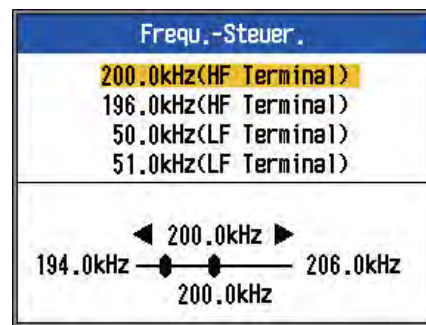 Frequ.-Steuer.
200.0kHz(HF Terminal)
196.0kHz(HF Terminal)
50.0kHz(LF Terminal)
51.0kHz(LF Terminal)
◀ 200.0kHz ▶
194.0kHz 206.0kHz
200.0kHz